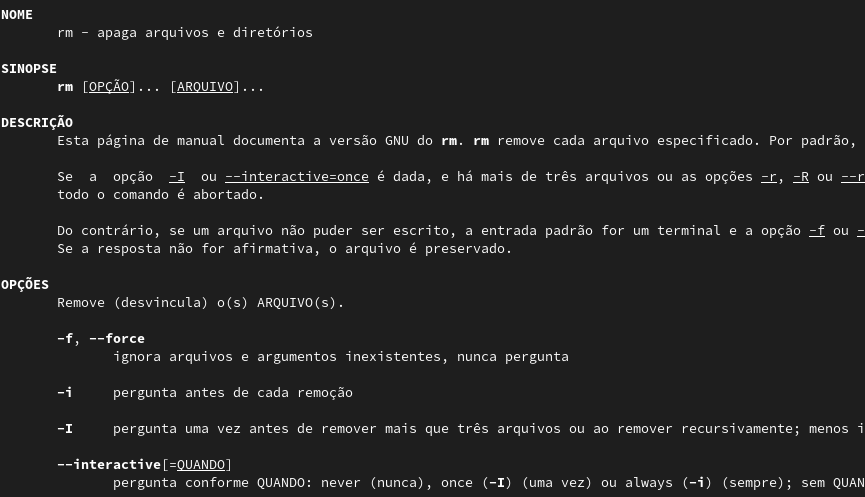 NOME
rm - apaga arquivos e diretórios
SINOPSE
rm [OPÇÃO]... [ARQUIVO]...
DESCRIÇÃO
Esta página de manual documenta a versão GNU do rm. rm remove cada arquivo especificado. Por padrão,
Se a opção -I ou --interactive=once é dada, e há mais de três arquivos ou as opções -r, -R ou --r
todo o comando é abortado.
Do contrário, se um arquivo não puder ser escrito, a entrada padrão for um terminal e a opção -f ou -
Se a resposta não for afirmativa, o arquivo é preservado.
OPÇÕES
Remove (desvincula) o(s) ARQUIVO(s).
-f, --force
ignora arquivos e argumentos inexistentes, nunca pergunta
-i pergunta antes de cada remoção
-I pergunta uma vez antes de remover mais que três arquivos ou ao remover recursivamente; menos i
--interactive[=QUANDO]
pergunta conforme QUANDO: never (nunca), once (-I) (uma vez) ou always (-i) (sempre); sem QUAN